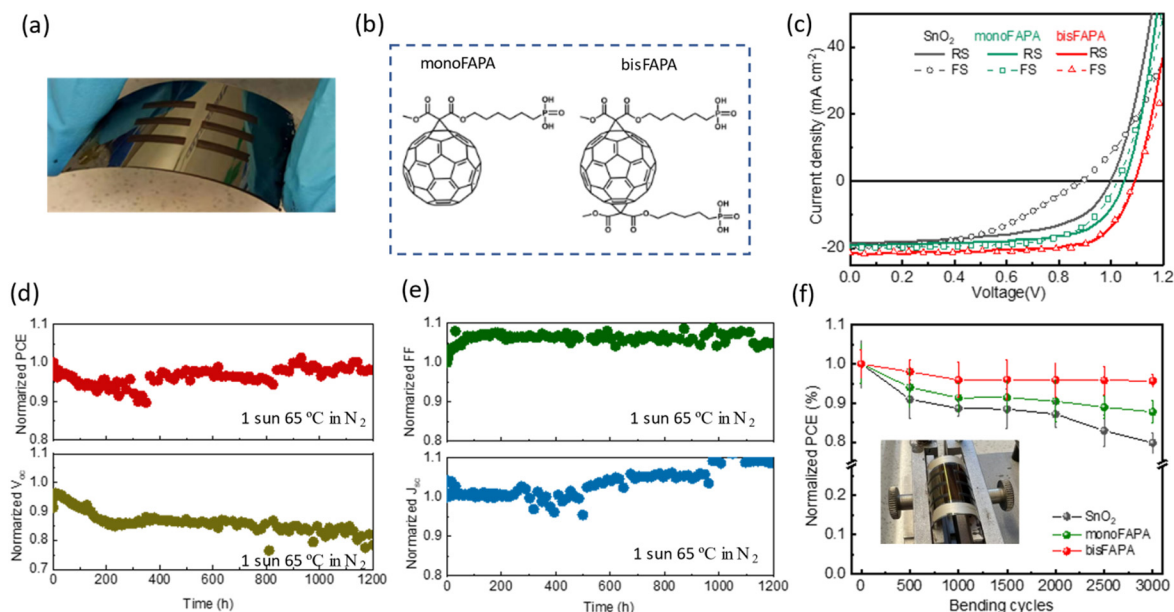 (a)
(b)
monoFAPA
bisFAPA
O
O
O
O
O
P
OH
OH
O
O
O
O
O
O
P
OH
OH
O
O
O
O
O
P
OH
OH
O
(c)
SnO₂ monoFAPA bisFAPA
RS RS RS
FS FS FS
Current density (mA cm⁻²)
40
20
0
-20
0.0 0.2 0.4 0.6 0.8 1.0 1.2
Voltage(V)
(d)
Normalized PCE
1.1
1.0
0.9
0.8
1 sun 65 ºC in N₂
Normalized Vₒc
1.0
0.9
0.8
0.7
1 sun 65 ºC in N₂
0 200 400 600 800 1000 1200
Time (h)
(e)
Normalized FF
1.1
1.0
0.9
0.8
1 sun 65 ºC in N₂
Normalized Jsc
1.1
1.0
0.9
0.8
1 sun 65 ºC in N₂
0 200 400 600 800 1000 1200
Time (h)
(f)
Normalized PCE (%)
1.1
1.0
0.9
0.8
0.2
0.1
0.0
SnO₂
monoFAPA
bisFAPA
0 500 1000 1500 2000 2500 3000
Bending cycles